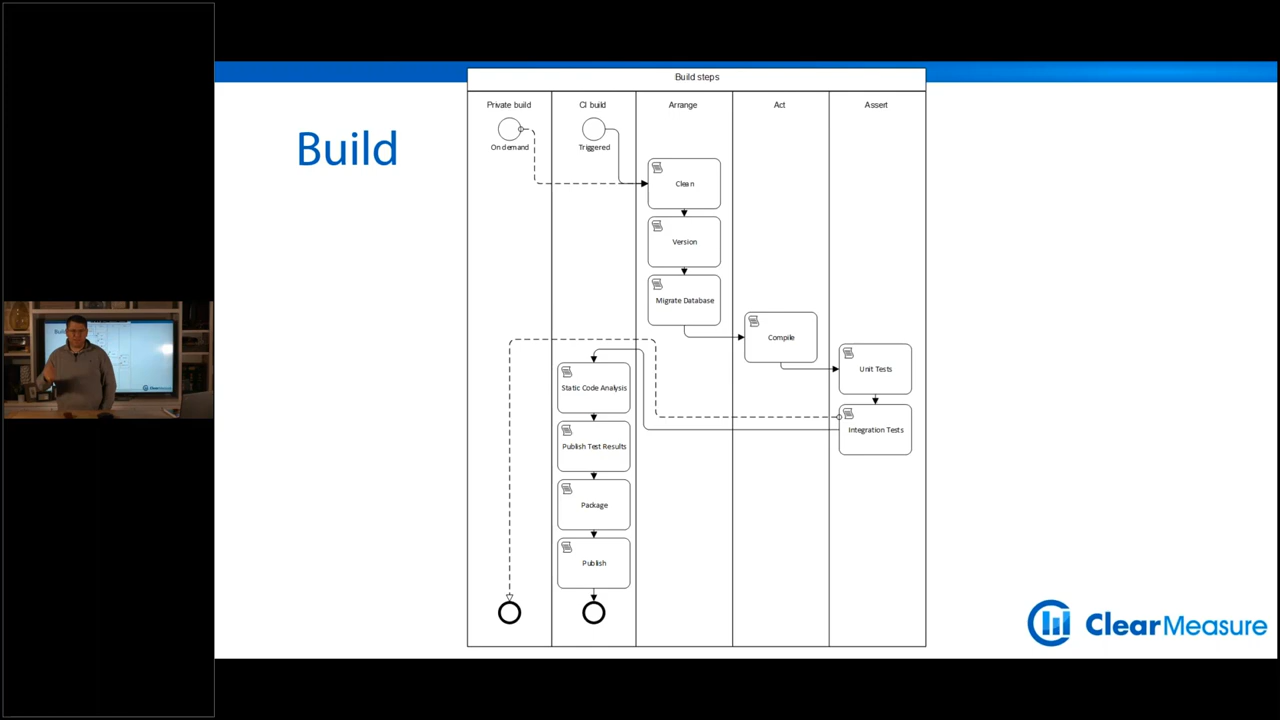 Build steps
Build
Private build
CI build
Arrange
Act
Assert
On demand
Triggered
Clean
Version
Migrate Database
Compile
Unit Tests
Integration Tests
Static Code Analysis
Publish Test Results
Package
Publish
ClearMeasure